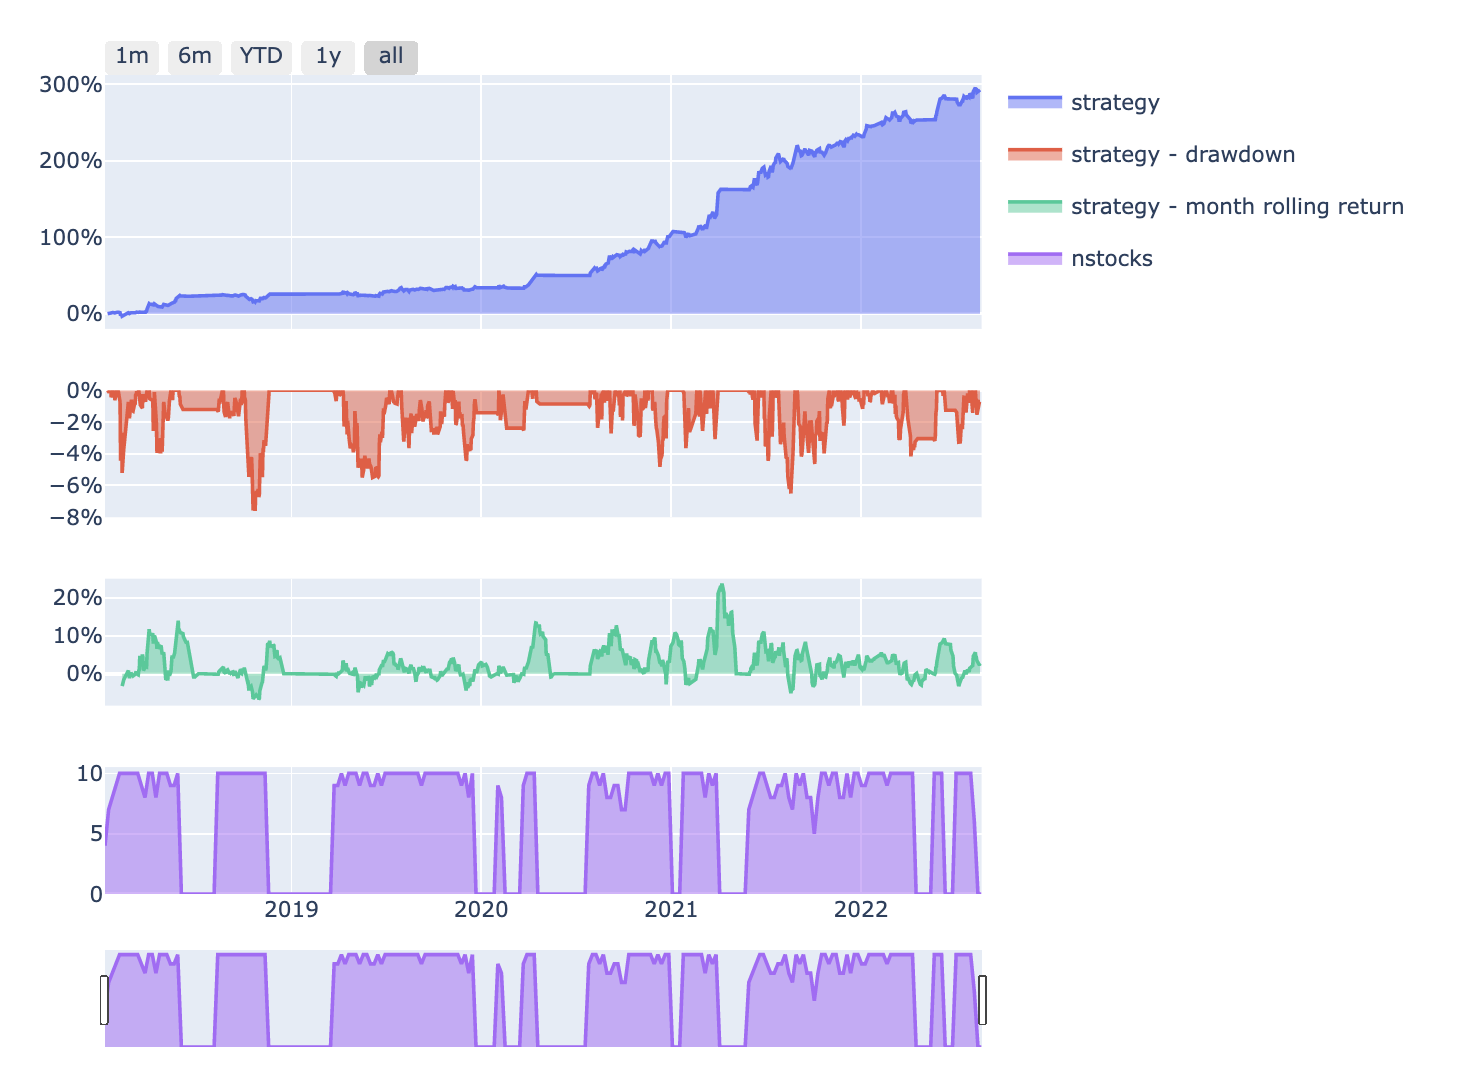 1m 6m YTD 1y all
300%
200%
100%
0%
strategy
strategy - drawdown
strategy - month rolling return
nstocks
0%
−2%
−4%
−6%
−8%
20%
10%
0%
10
5
0
2019 2020 2021 2022